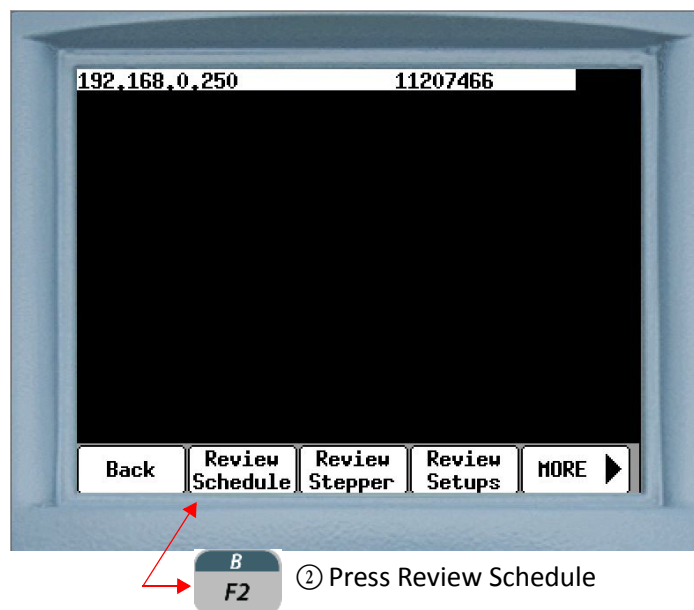 192.168.0.250 11207466
Back
Review
Schedule
Review
Stepper
Review
Setups
MORE
B
F2
② Press Review Schedule